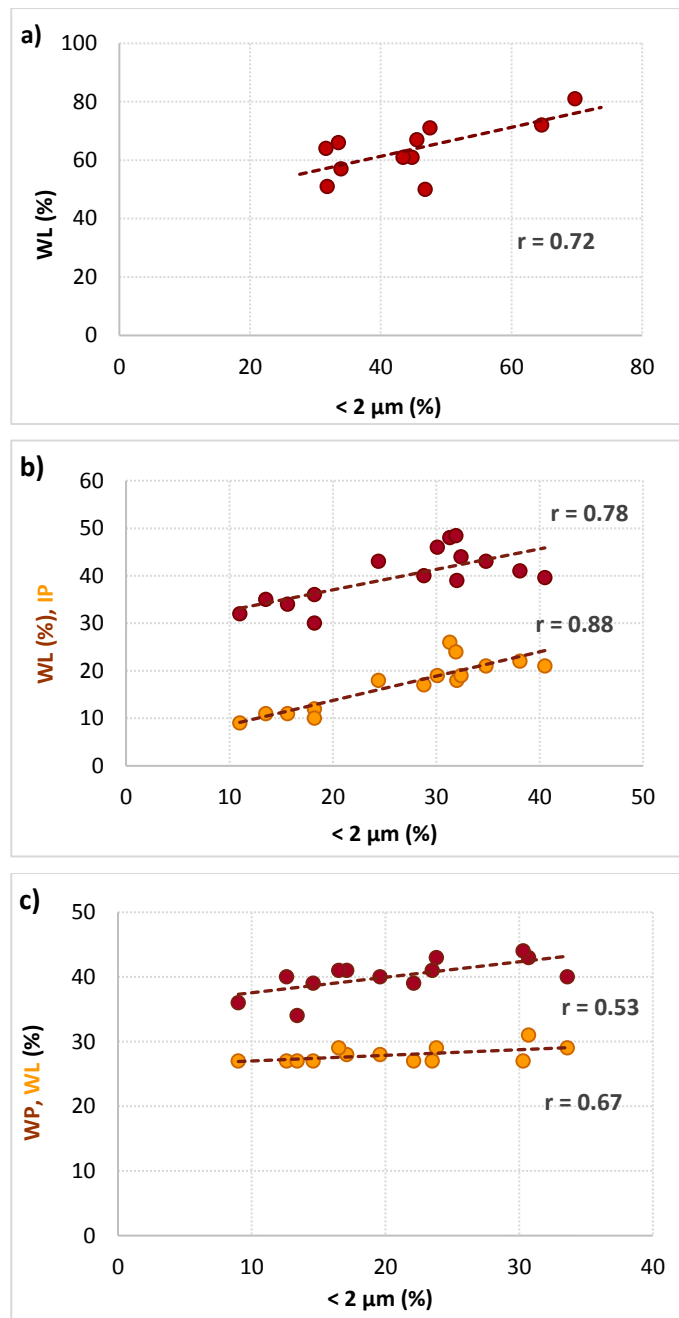 a)
100
80
60
40
20
0
WL (%)
r = 0.72
0 20 40 60 80
< 2 µm (%)
b)
60
50
40
30
20
10
0
WL (%), IP
r = 0.78
r = 0.88
0 10 20 30 40 50
< 2 µm (%)
c)
50
40
30
20
10
0
WP, WL (%)
r = 0.53
r = 0.67
0 10 20 30 40
< 2 µm (%)